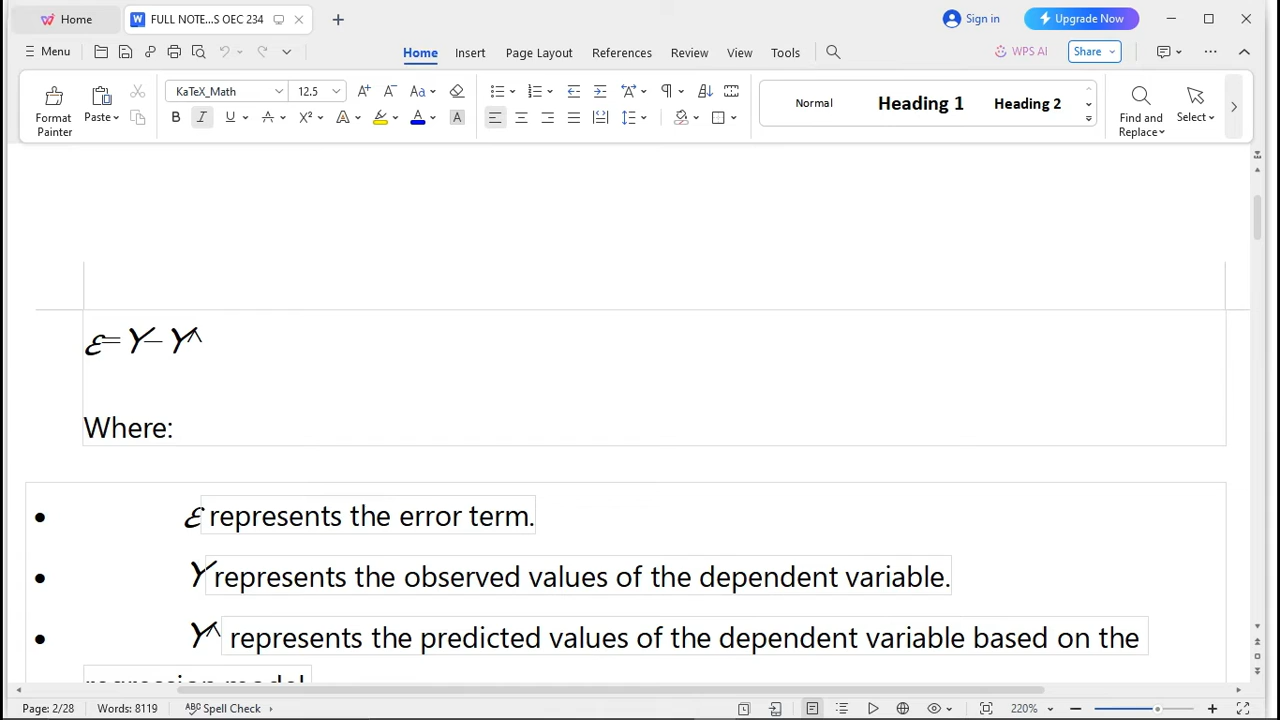 Home
FULL NOTE...S OEC 234
Sign in
Upgrade Now
Menu
Home
Insert
Page Layout
References
Review
View
Tools
WPS AI
Share
Format Painter
Paste
KaTeX_Math
12.5
Normal
Heading 1
Heading 2
Find and Replace
Select
ε=Y−Y^
Where:
• ε represents the error term.
• Y represents the observed values of the dependent variable.
• Y^ represents the predicted values of the dependent variable based on the
regression model
Page: 2/28
Words: 8119
Spell Check
220%